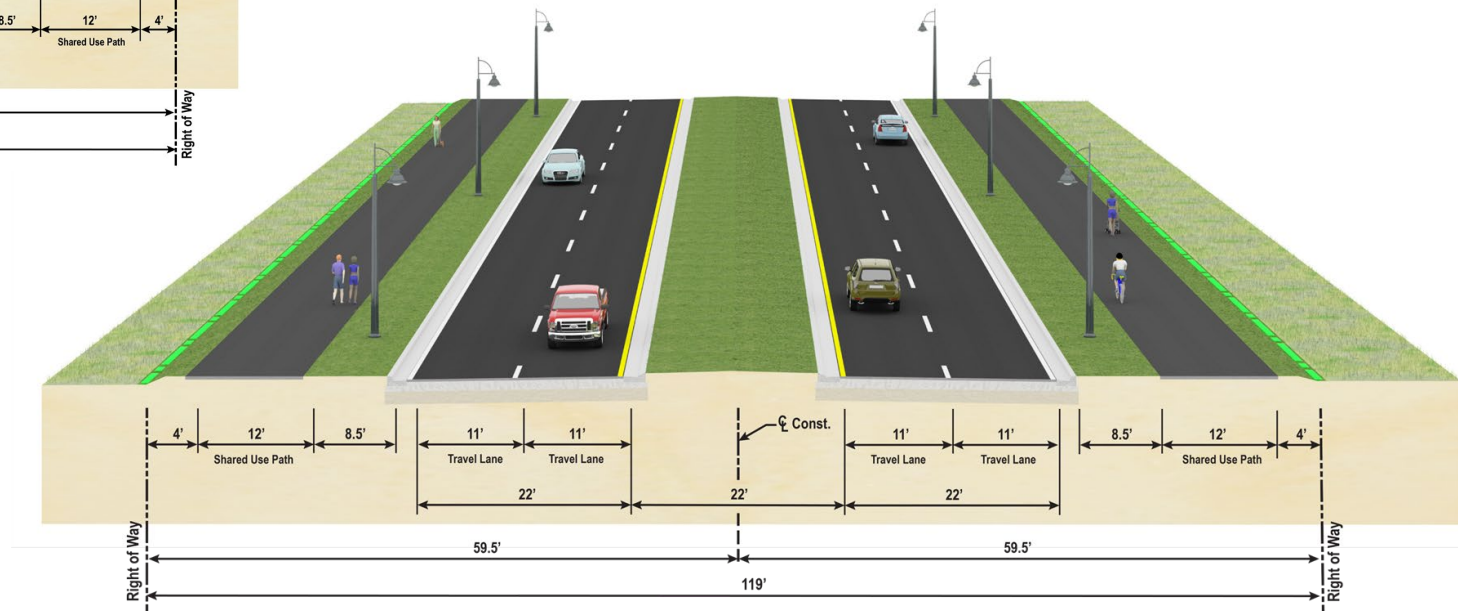 8.5’ 12’ 4’
Shared Use Path
Right of Way
℄ Const.
4’ 12’ 8.5’ 11’ 11’ 11’ 11’ 8.5’ 12’ 4’
Shared Use Path Travel Lane Travel Lane Travel Lane Travel Lane Shared Use Path
22’ 22’ 22’
Right of Way
59.5’ 59.5’
Right of Way
119’